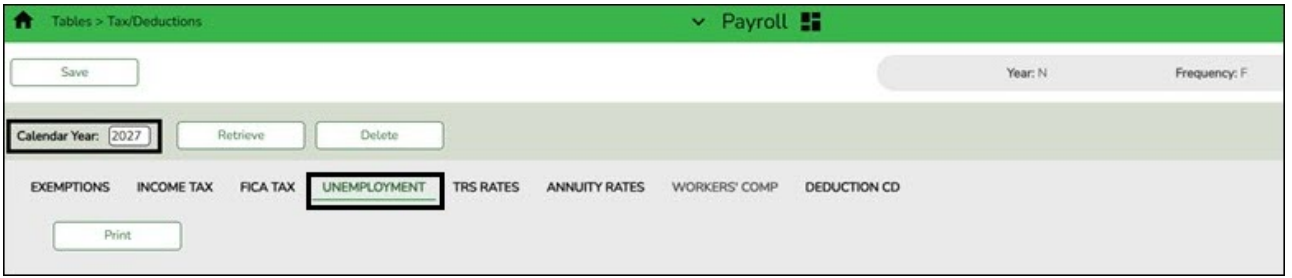 Tables > Tax/Deductions
Payroll
Save
Year: N
Frequency: F
Calendar Year: 2027
Retrieve
Delete
EXEMPTIONS INCOME TAX FICA TAX UNEMPLOYMENT TRS RATES ANNUITY RATES WORKERS' COMP DEDUCTION CD
Print